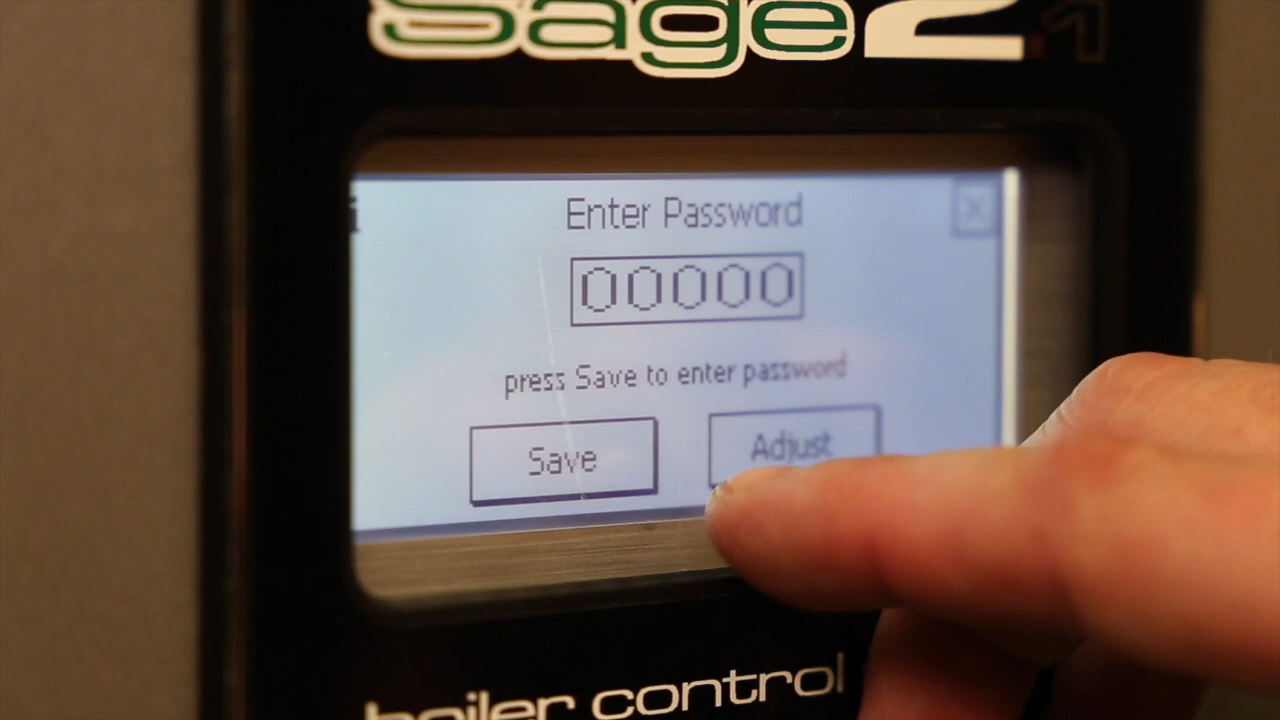 Sage2.1
i
Enter Password
X
00000
press Save to enter password
Save
Adjust
boiler control